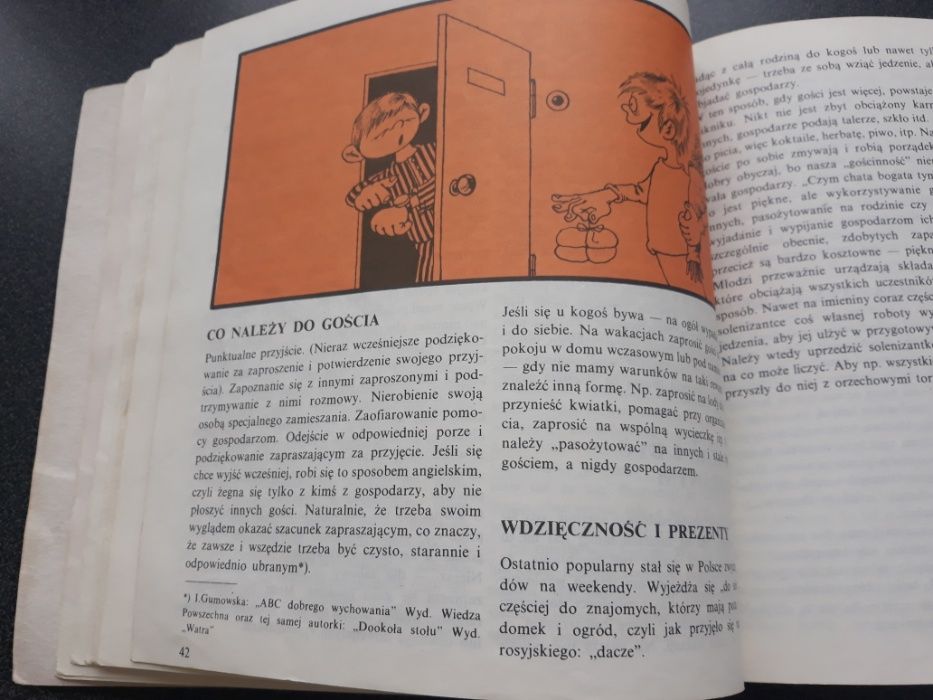 CO NALEŻY DO GOŚCIA
Punktualne przyjście. (Nieraz wcześniejsze podzięko-
wanie za zaproszenie i potwierdzenie swojego przyj-
ścia). Zapoznanie się z innymi zaproszonymi i pod-
trzymywanie z nimi rozmowy. Nierobienie swoją
osobą specjalnego zamieszania. Zaofiarowanie pomo-
cy gospodarzom. Odejście w odpowiedniej porze i
podziękowanie zapraszającym za przyjęcie. Jeśli się
chce wyjść wcześniej, robi się to sposobem angielskim,
czyli żegna się tylko z kimś z gospodarzy, aby nie
płoszyć innych gości. Naturalnie, że trzeba swoim
wyglądem okazać szacunek zapraszającym, co znaczy,
że zawsze i wszędzie trzeba być czysto, starannie i
odpowiednio ubranym*).
*) I.Gumowska: „ABC dobrego wychowania" Wyd. Wiedza
Powszechna oraz tej samej autorki: „Dookoła stołu" Wyd.
„Watra"
42
Jeśli się u kogoś bywa — na ogół
i do siebie. Na wakacjach zaprosić
pokoju w domu wczasowym lub pod
— gdy nie mamy warunków na taki
znaleźć inną formę. Np. zaprosić na lody
przynieść kwiatki, pomagać przy
cia, zaprosić na wspólną wycieczkę
należy „pasożytować" na innych i
gościem, a nigdy gospodarzem.
WDZIĘCZNOŚĆ I PREZENTY
Ostatnio popularny stał się w Polsce
dów na weekendy. Wyjeżdża się
częściej do znajomych, którzy mają
domek i ogród, czyli jak przyjęło się
rosyjskiego: „dacze".
z całą rodziną do kogoś lub nawet
— trzeba ze sobą wziąć jedzenie,
gospodarzy.
ten sposób, gdy gości jest więcej, powstaje
Nikt nie jest zbyt obciążony
gospodarze podają talerze, szkło itd.
picia, więc koktaile, herbatę, piwo, itp.
po sobie zmywają i robią porządek
obyczaj, bo nasza „gościnność"
gospodarzy. „Czym chata bogata
jest piękne, ale wykorzystywanie
pasożytowanie na rodzinie czy
wyjadanie i wypijanie gospodarzom ich
szczególnie obecnie, zdobytych
przecież są bardzo kosztowne —
Młodzi przeważnie urządzają
które obciążają wszystkich uczestników
sposób. Nawet na imieniny coraz
solenizantce coś własnej roboty
jedzenia, aby jej ulżyć w
Należy wtedy uprzedzić
na co może liczyć. Aby np.
przyszły do niej z orzechowymi